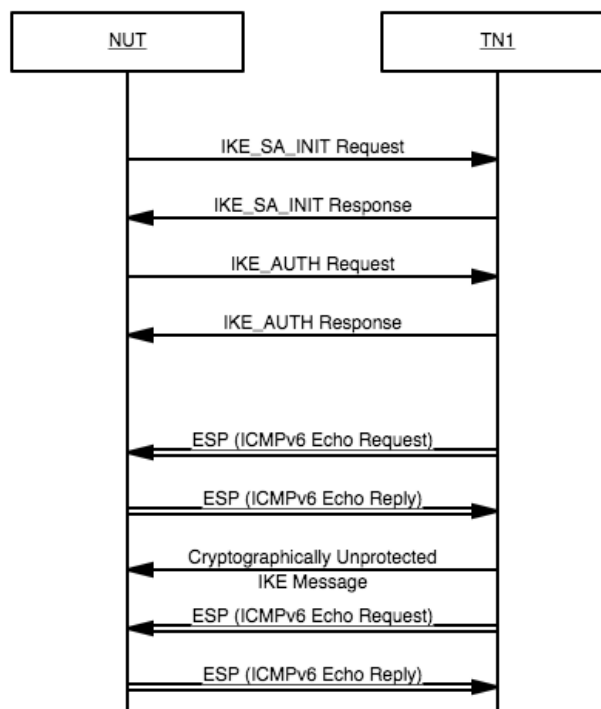 NUT
TN1
IKE_SA_INIT Request
IKE_SA_INIT Response
IKE_AUTH Request
IKE_AUTH Response
ESP (ICMPv6 Echo Request)
ESP (ICMPv6 Echo Reply)
Cryptographically Unprotected
IKE Message
ESP (ICMPv6 Echo Request)
ESP (ICMPv6 Echo Reply)